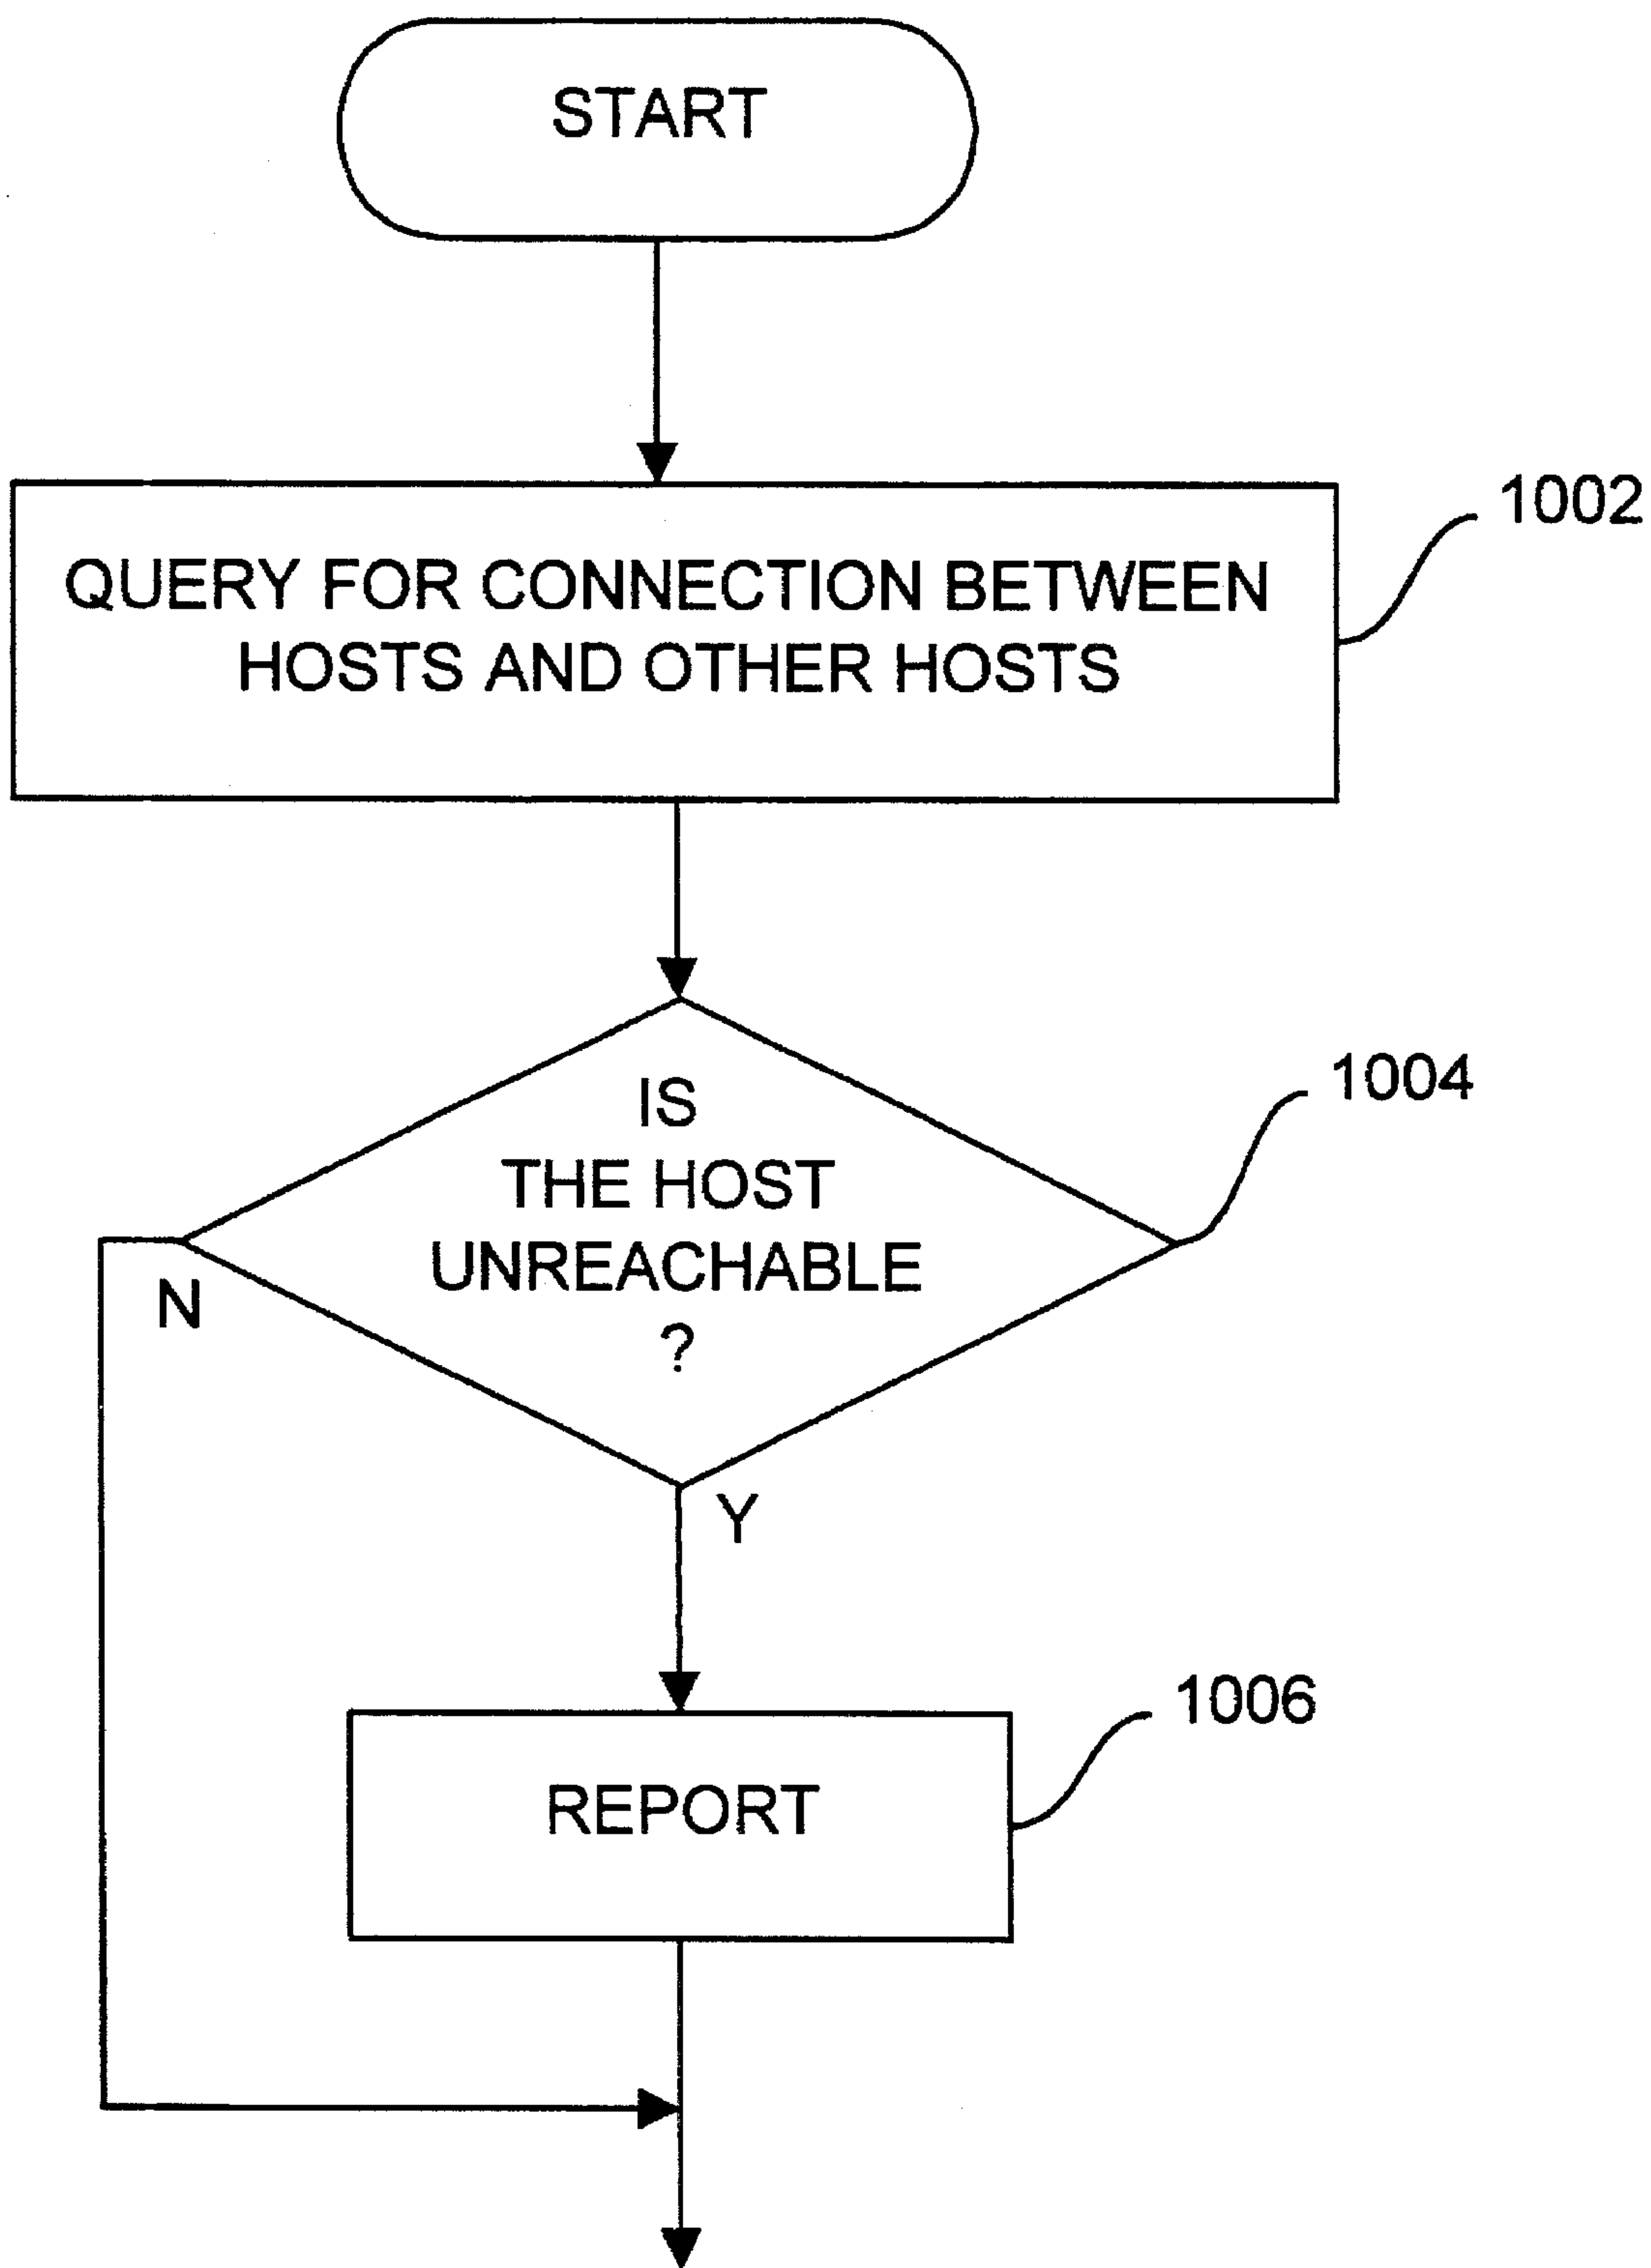 START
1002
QUERY FOR CONNECTION BETWEEN
HOSTS AND OTHER HOSTS
1004
IS
THE HOST
UNREACHABLE
?
N
Y
1006
REPORT